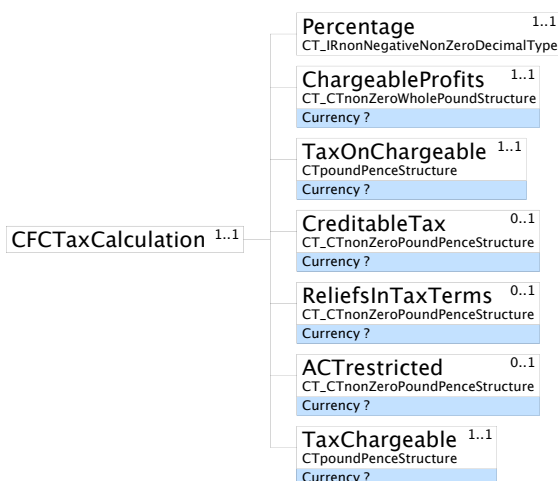 Percentage 1..1
CT_IRnonNegativeNonZeroDecimalType
ChargeableProfits 1..1
CT_CTnonZeroWholePoundStructure
Currency ?
TaxOnChargeable 1..1
CTpoundPenceStructure
Currency ?
CFCTaxCalculation 1..1
CreditableTax 0..1
CT_CTnonZeroPoundPenceStructure
Currency ?
ReliefsInTaxTerms 0..1
CT_CTnonZeroPoundPenceStructure
Currency ?
ACTrestricted 0..1
CT_CTnonZeroPoundPenceStructure
Currency ?
TaxChargeable 1..1
CTpoundPenceStructure
Currency ?